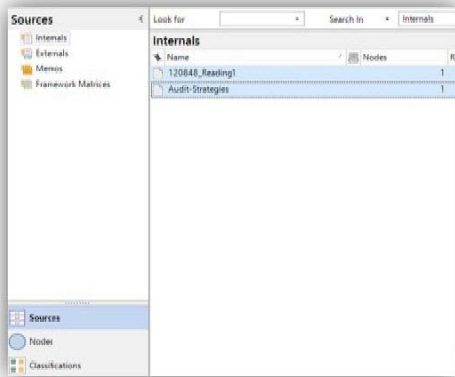 Sources
Internals
Externals
Memos
Framework Matrices
Sources
Nodes
Classifications
Look for Search In Internals
Internals
Name Nodes R
120848_Reading1 1
Audit-Strategies 1